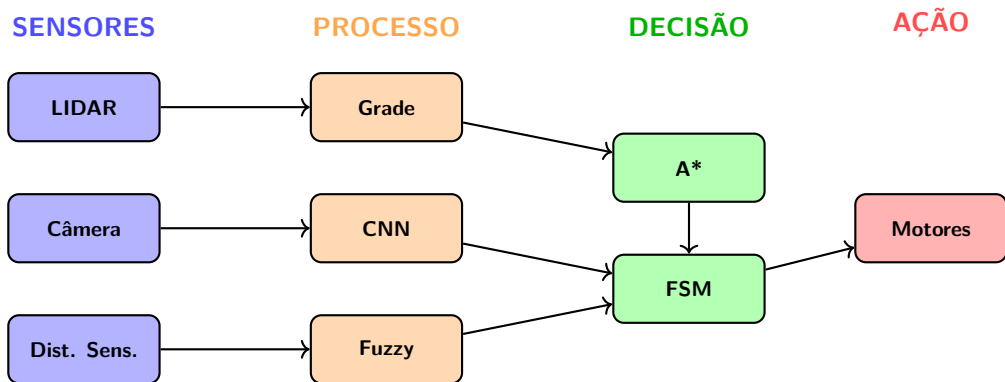 SENSORES
PROCESSO
DECISÃO
AÇÃO
LIDAR
Grade
A*
Câmera
CNN
Motores
FSM
Dist. Sens.
Fuzzy